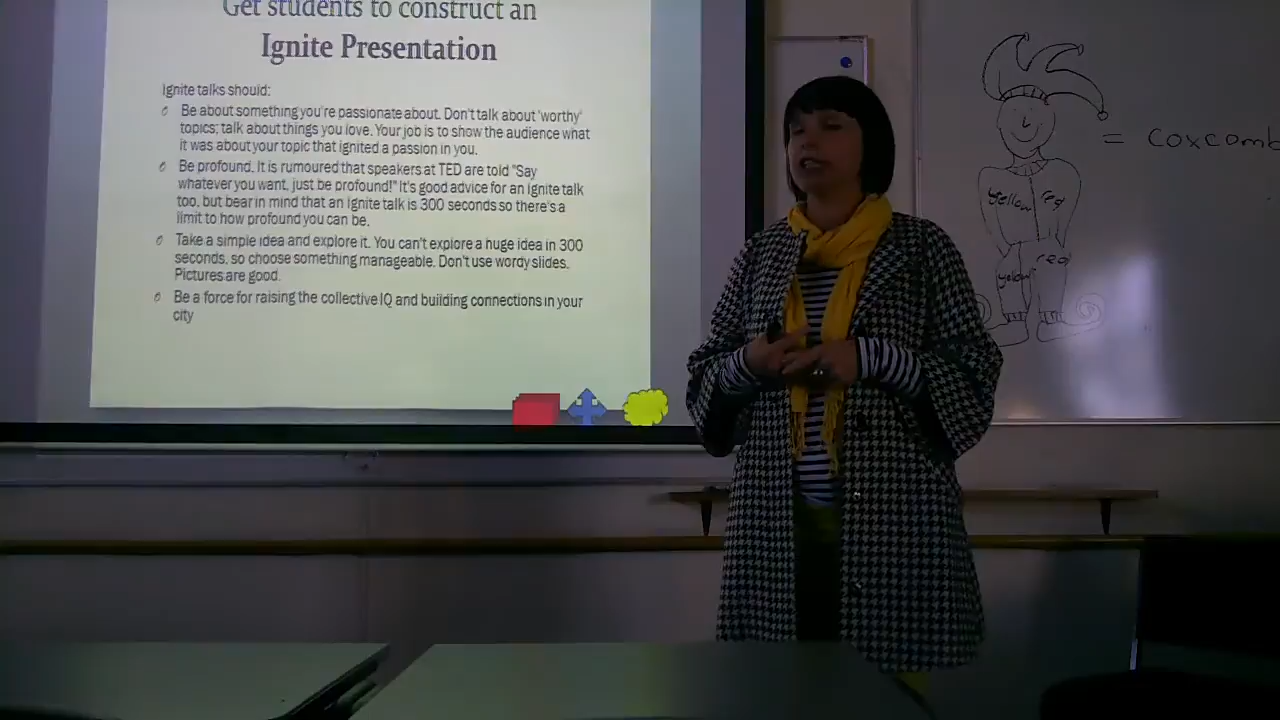 Get students to construct an
Ignite Presentation
Ignite talks should:
Be about something you're passionate about. Don't talk about 'worthy'
topics; talk about things you love. Your job is to show the audience what
it was about your topic that ignited a passion in you.
Be profound. It is rumoured that speakers at TED are told "Say
whatever you want, just be profound!" It's good advice for an Ignite talk
too, but bear in mind that an Ignite talk is 300 seconds so there's a
limit to how profound you can be.
Take a simple idea and explore it. You can't explore a huge idea in 300
seconds, so choose something manageable. Don't use wordy slides.
Pictures are good.
Be a force for raising the collective IQ and building connections in your
city
= coxcomb
yellow red
yellow red